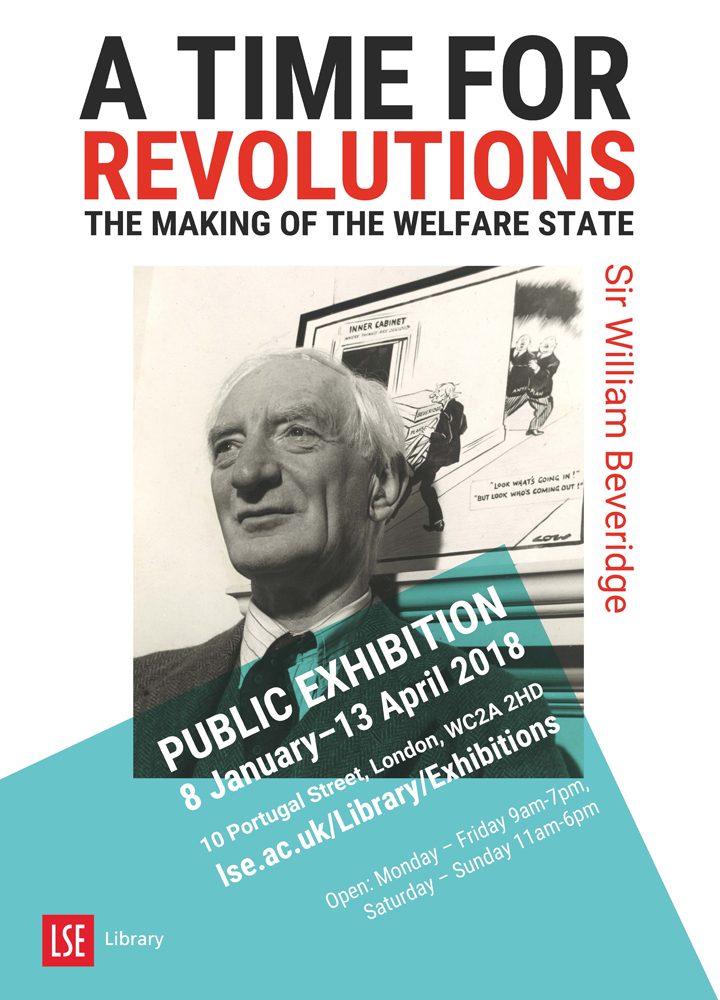 A TIME FOR
REVOLUTIONS
THE MAKING OF THE WELFARE STATE
Sir William Beveridge
INNER CABINET
"LOOK WHAT'S GOING IN!"
"BUT LOOK WHO'S COMING OUT!"
LOW
PUBLIC EXHIBITION
8 January–13 April 2018
10 Portugal Street, London, WC2A 2HD
lse.ac.uk/Library/Exhibitions
Open: Monday – Friday 9am-7pm,
Saturday – Sunday 11am-6pm
LSE Library